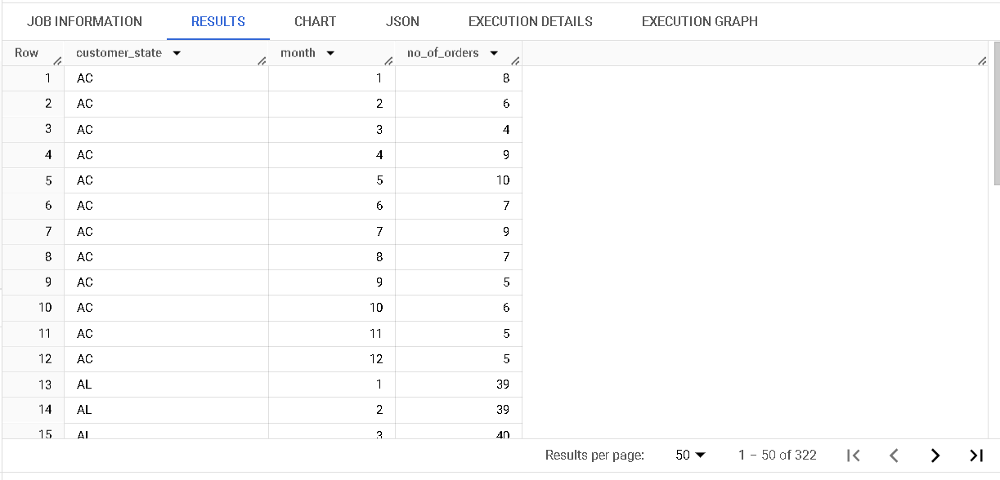 JOB INFORMATION RESULTS CHART JSON EXECUTION DETAILS EXECUTION GRAPH
Row customer_state month no_of_orders
1 AC 1 8
2 AC 2 6
3 AC 3 4
4 AC 4 9
5 AC 5 10
6 AC 6 7
7 AC 7 9
8 AC 8 7
9 AC 9 5
10 AC 10 6
11 AC 11 5
12 AC 12 5
13 AL 1 39
14 AL 2 39
15 AL 3 40
Results per page: 50 1 – 50 of 322